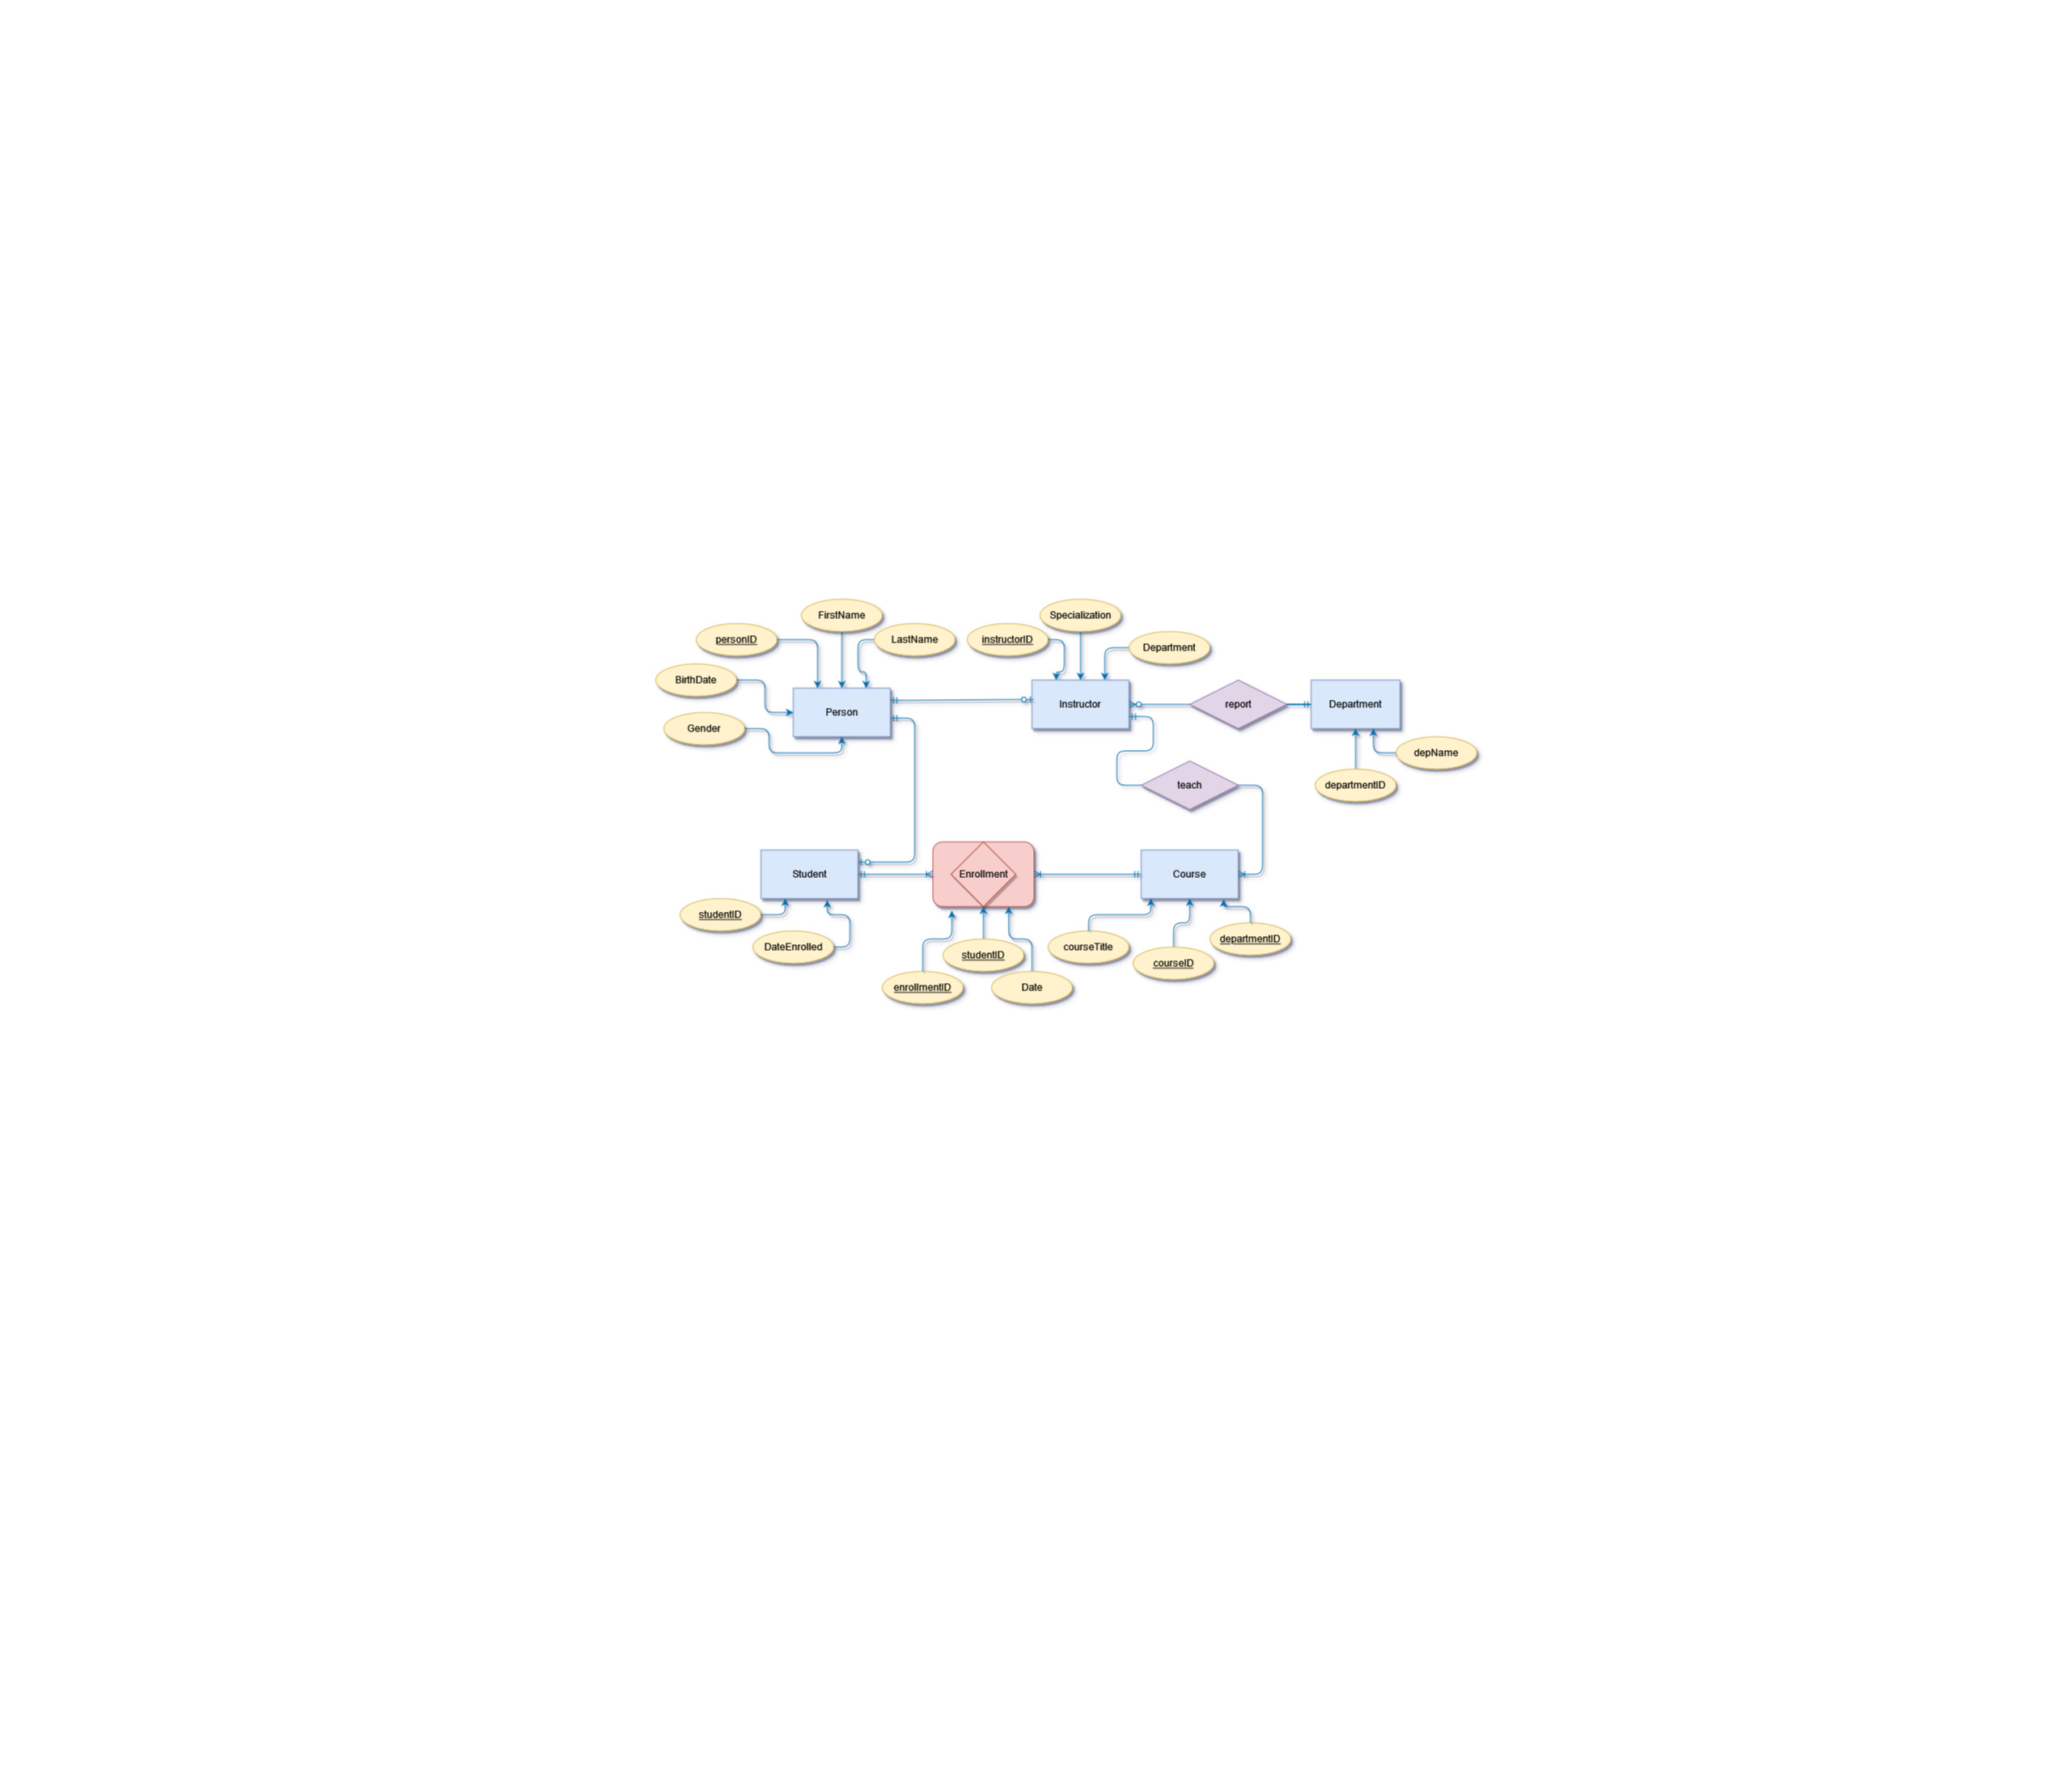 FirstName
Specialization
personID
LastName
instructorID
Department
BirthDate
Person
Instructor
report
Department
Gender
depName
teach
departmentID
Student
Enrollment
Course
studentID
departmentID
DateEnrolled
studentID
courseTitle
courseID
enrollmentID
Date